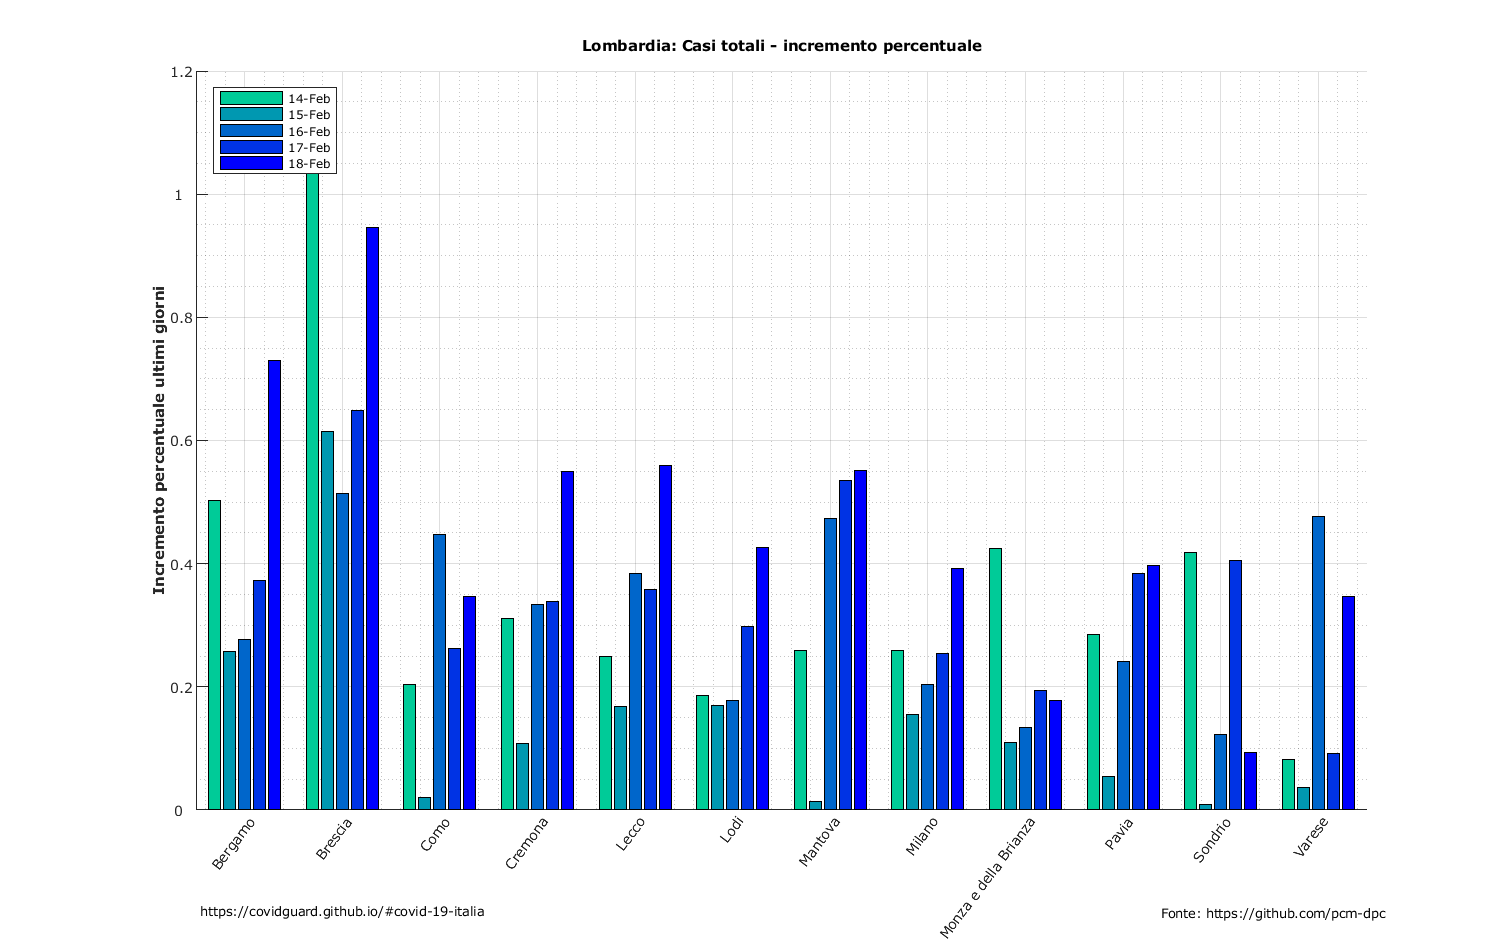 Lombardia: Casi totali - incremento percentuale
Incremento percentuale ultimi giorni
1.2
1
0.8
0.6
0.4
0.2
0
14-Feb
15-Feb
16-Feb
17-Feb
18-Feb
Bergamo
Brescia
Como
Cremona
Lecco
Lodi
Mantova
Milano
Monza e della Brianza
Pavia
Sondrio
Varese
https://covidguard.github.io/#covid-19-italia
Fonte: https://github.com/pcm-dpc